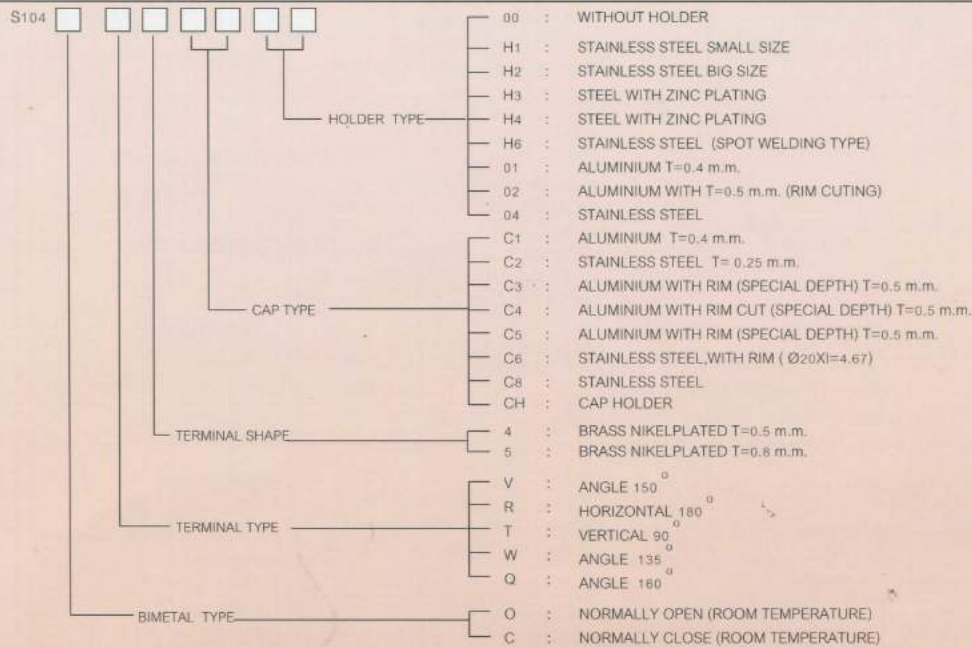 S104
00 : WITHOUT HOLDER
H1 : STAINLESS STEEL SMALL SIZE
H2 : STAINLESS STEEL BIG SIZE
H3 : STEEL WITH ZINC PLATING
HOLDER TYPE H4 : STEEL WITH ZINC PLATING
H6 : STAINLESS STEEL (SPOT WELDING TYPE)
01 : ALUMINIUM T=0.4 m.m.
02 : ALUMINIUM WITH T=0.5 m.m. (RIM CUTING)
04 : STAINLESS STEEL
C1 : ALUMINIUM T=0.4 m.m.
C2 : STAINLESS STEEL T= 0.25 m.m.
C3 : ALUMINIUM WITH RIM (SPECIAL DEPTH) T=0.5 m.m.
CAP TYPE C4 : ALUMINIUM WITH RIM CUT (SPECIAL DEPTH) T=0.5 m.m.
C5 : ALUMINIUM WITH RIM (SPECIAL DEPTH) T=0.5 m.m.
C6 : STAINLESS STEEL,WITH RIM ( Ø20XI=4.67)
C8 : STAINLESS STEEL
CH : CAP HOLDER
TERMINAL SHAPE 4 : BRASS NIKELPLATED T=0.5 m.m.
5 : BRASS NIKELPLATED T=0.8 m.m.
V : ANGLE 150°
R : HORIZONTAL 180°
TERMINAL TYPE T : VERTICAL 90°
W : ANGLE 135°
Q : ANGLE 160°
BIMETAL TYPE O : NORMALLY OPEN (ROOM TEMPERATURE)
C : NORMALLY CLOSE (ROOM TEMPERATURE)